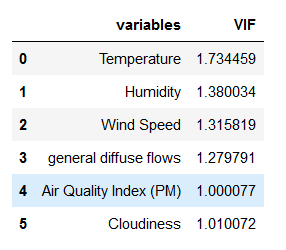 variables VIF
0 Temperature 1.734459
1 Humidity 1.380034
2 Wind Speed 1.315819
3 general diffuse flows 1.279791
4 Air Quality Index (PM) 1.000077
5 Cloudiness 1.010072